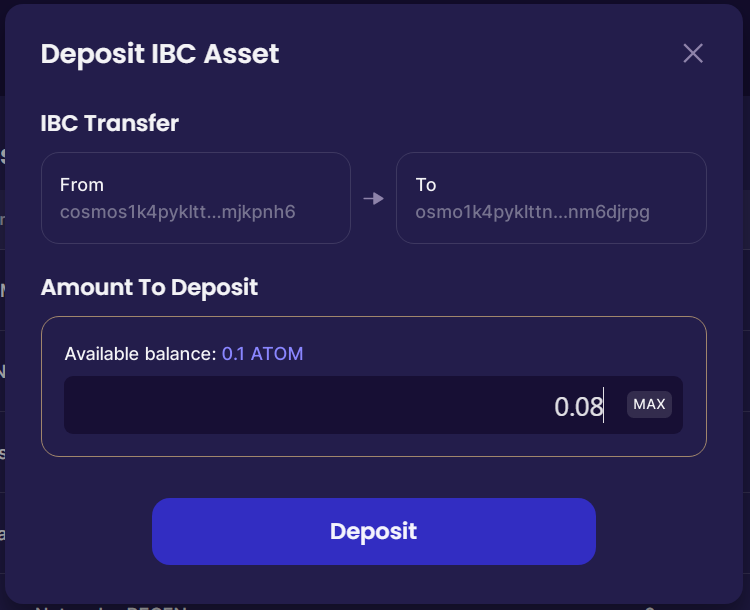 Deposit IBC Asset
IBC Transfer
From
cosmos1k4pykltt...mjkpnh6
To
osmo1k4pyklttn...nm6djrpg
Amount To Deposit
Available balance: 0.1 ATOM
0.08
MAX
Deposit